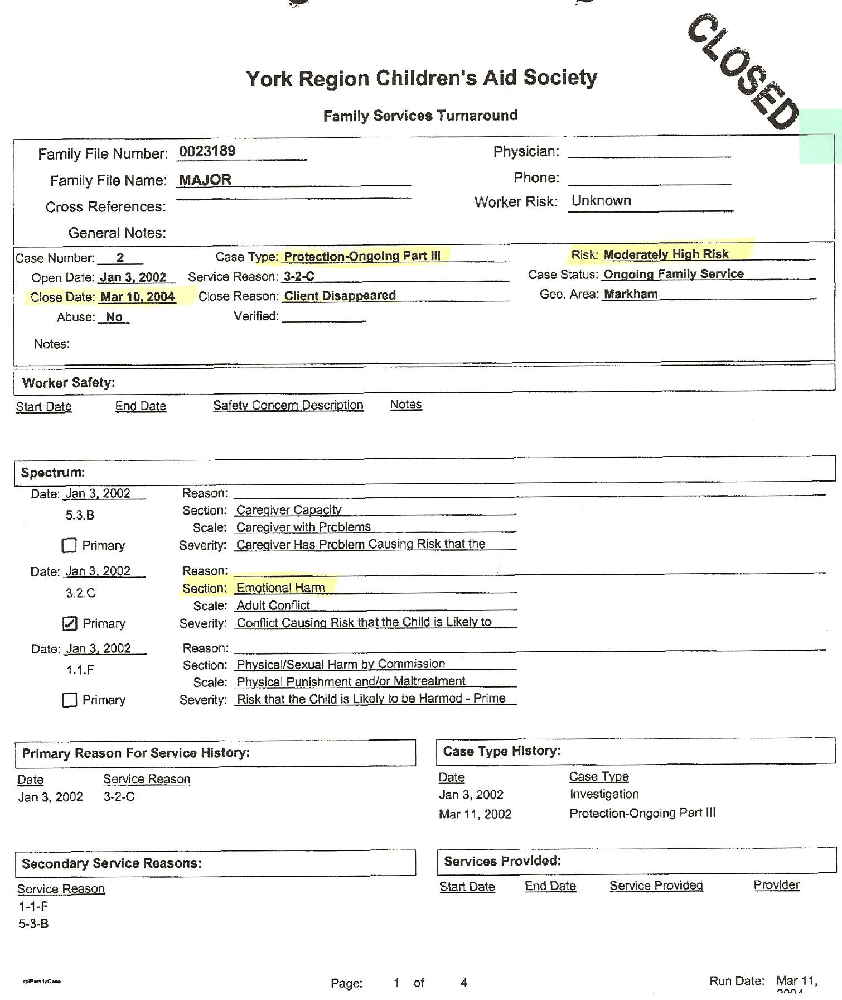 CLOSED
York Region Children's Aid Society
Family Services Turnaround
Family File Number: 0023189 Physician:
Family File Name: MAJOR Phone:
Cross References: Worker Risk: Unknown
General Notes:
Case Number: 2 Case Type: Protection-Ongoing Part III Risk: Moderately High Risk
Open Date: Jan 3, 2002 Service Reason: 3-2-C Case Status: Ongoing Family Service
Close Date: Mar 10, 2004 Close Reason: Client Disappeared Geo. Area: Markham
Abuse: No Verified:
Notes:
Worker Safety:
Start Date End Date Safety Concern Description Notes
Spectrum:
Date: Jan 3, 2002 Reason:
5.3.B Section: Caregiver Capacity
Scale: Caregiver with Problems
Primary Severity: Caregiver Has Problem Causing Risk that the
Date: Jan 3, 2002 Reason:
3.2.C Section: Emotional Harm
Scale: Adult Conflict
Primary Severity: Conflict Causing Risk that the Child is Likely to
Date: Jan 3, 2002 Reason:
1.1.F Section: Physical/Sexual Harm by Commission
Scale: Physical Punishment and/or Maltreatment
Primary Severity: Risk that the Child is Likely to be Harmed - Prime
Primary Reason For Service History: Case Type History:
Date Service Reason Date Case Type
Jan 3, 2002 3-2-C Jan 3, 2002 Investigation
Mar 11, 2002 Protection-Ongoing Part III
Secondary Service Reasons: Services Provided:
Service Reason Start Date End Date Service Provided Provider
1-1-F
5-3-B
rptFamilyCase Page: 1 of 4 Run Date: Mar 11,
2004